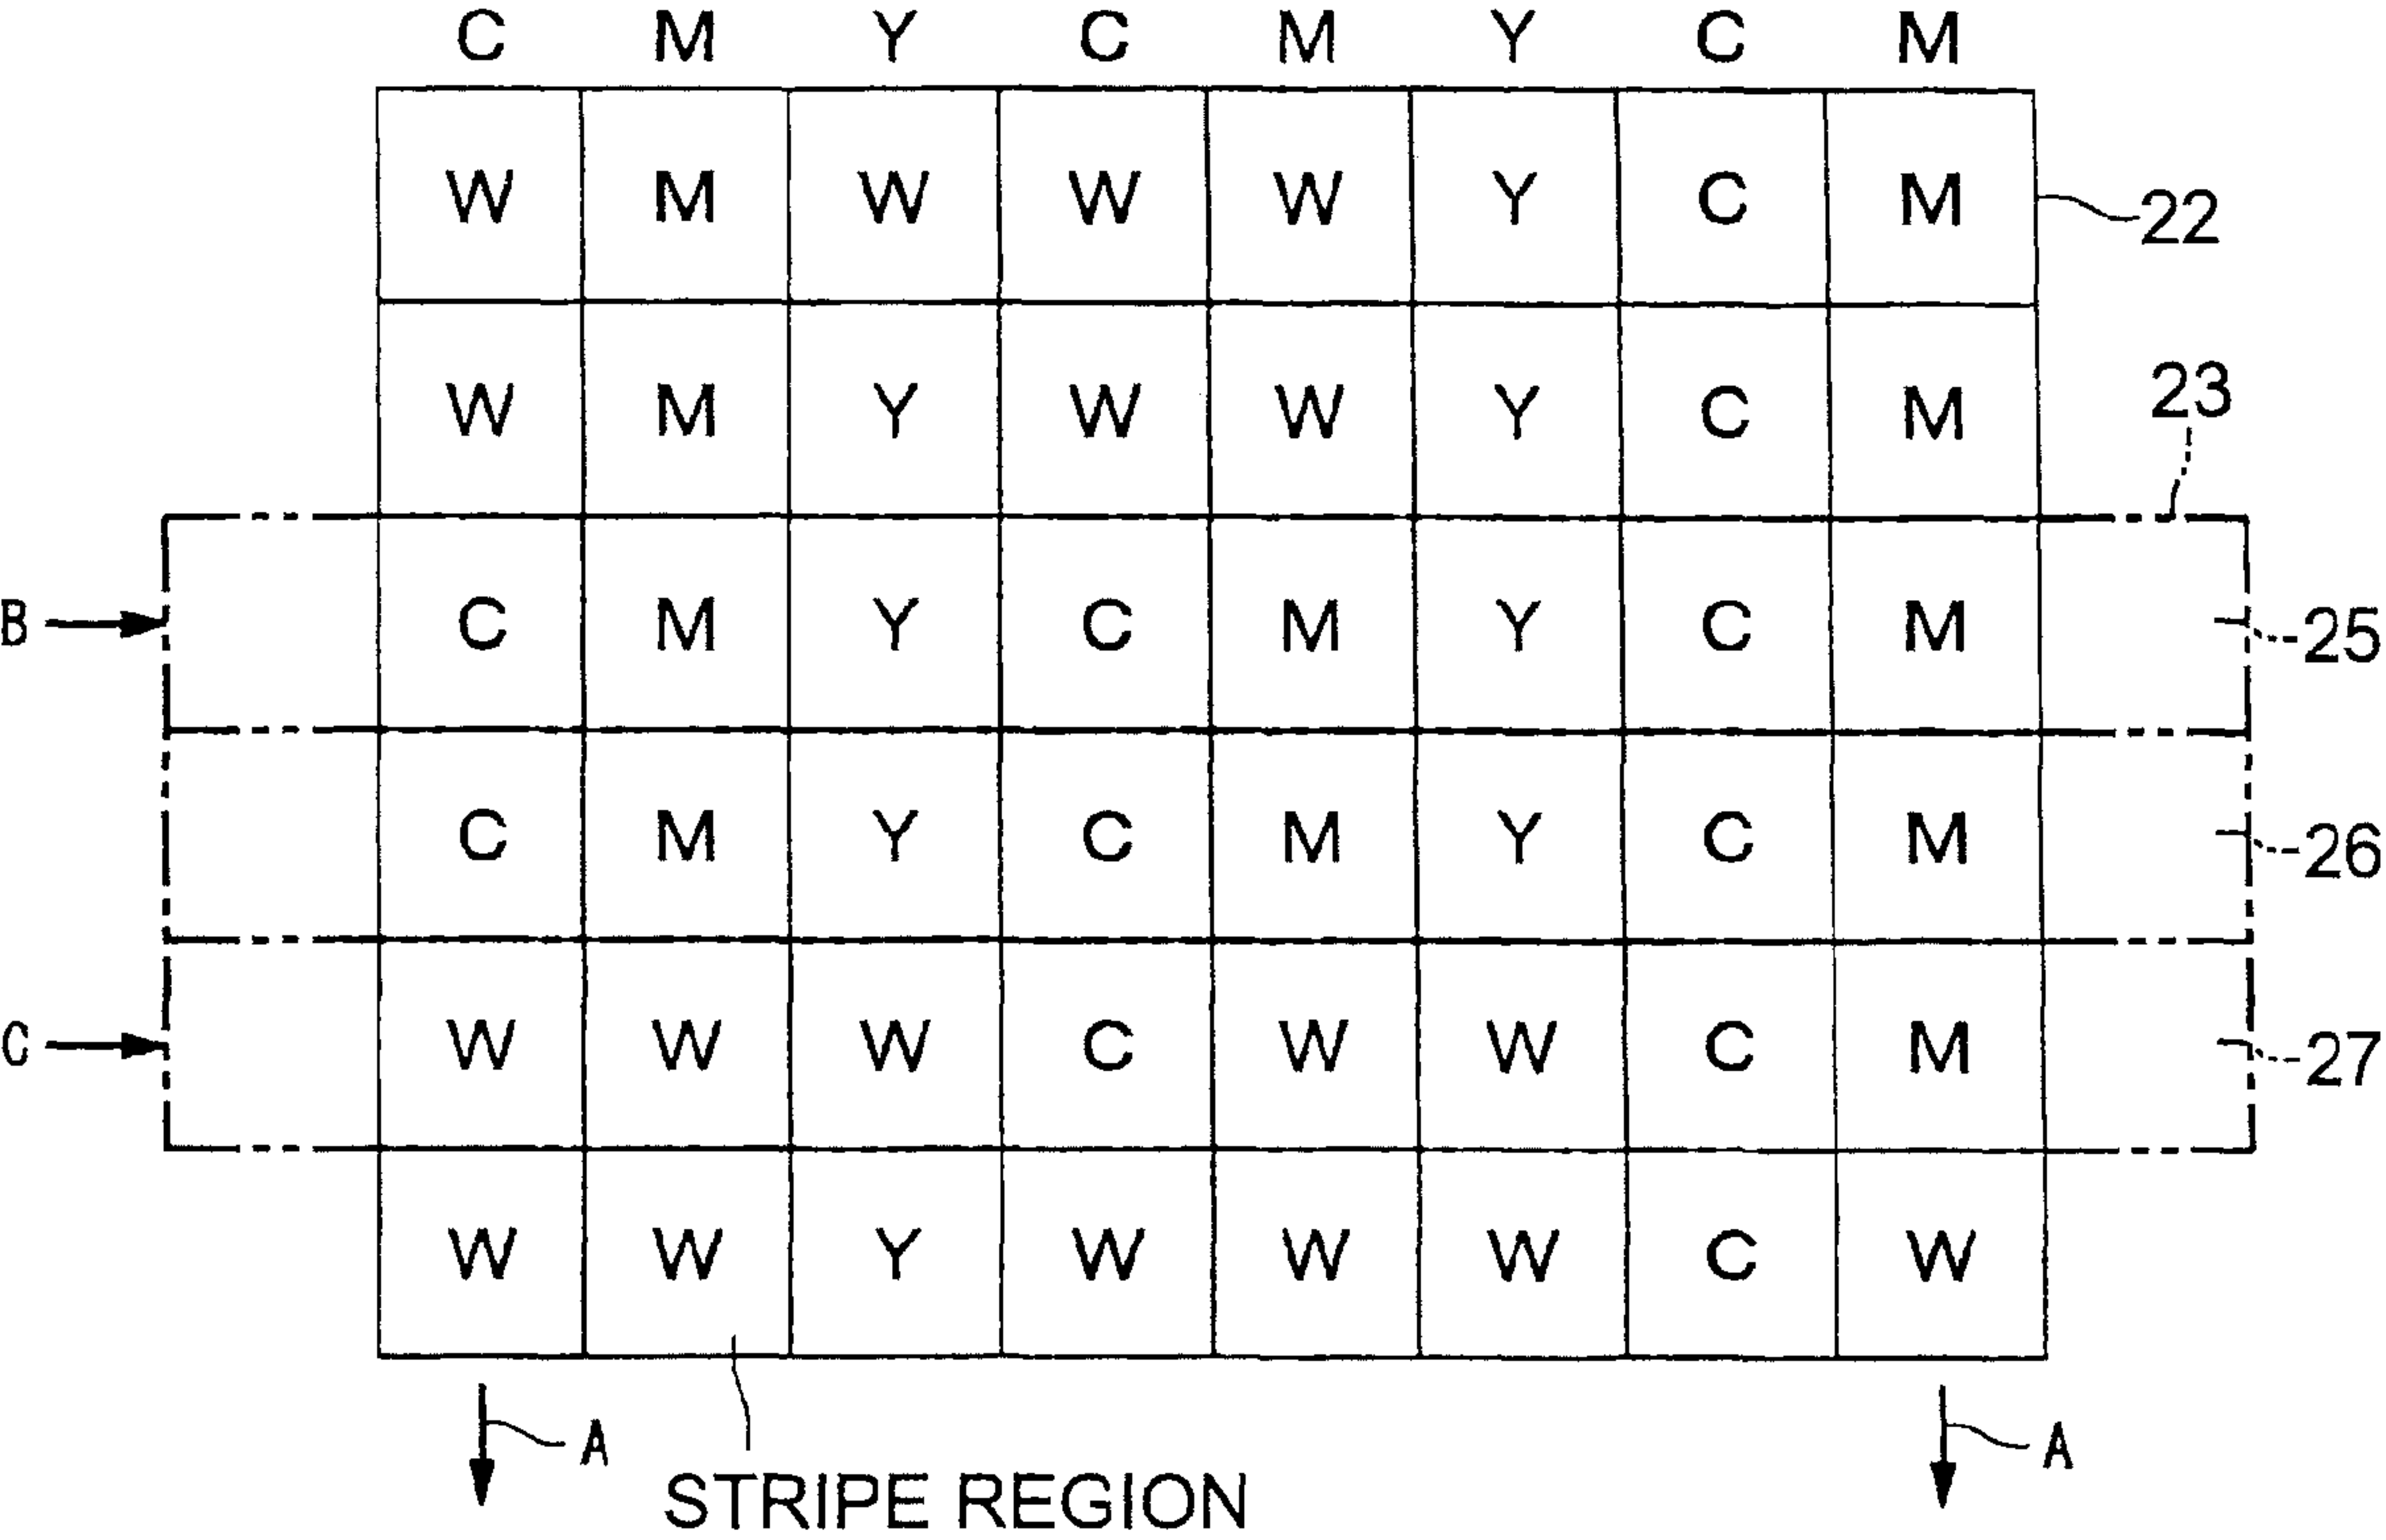 C M Y C M Y C M
W M W W W Y C M 22
W M Y W W Y C M
23
B C M Y C M Y C M 25
C M Y C M Y C M 26
C W W W C W W C M 27
W W Y W W W C W
A A
STRIPE REGION